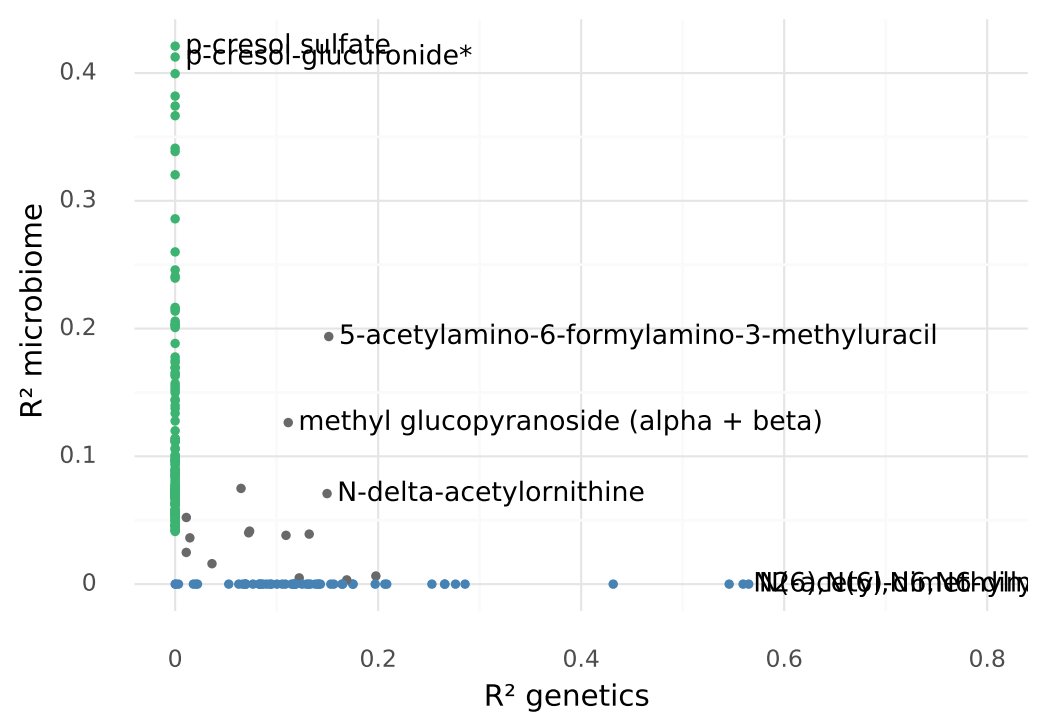 p-cresol sulfate
p-cresol-glucuronide*
0.4
0.3
0.2
0.1
0
R² microbiome
5-acetylamino-6-formylamino-3-methyluracil
methyl glucopyranoside (alpha + beta)
N-delta-acetylornithine
0
0.2
0.4
0.6
0.8
R² genetics